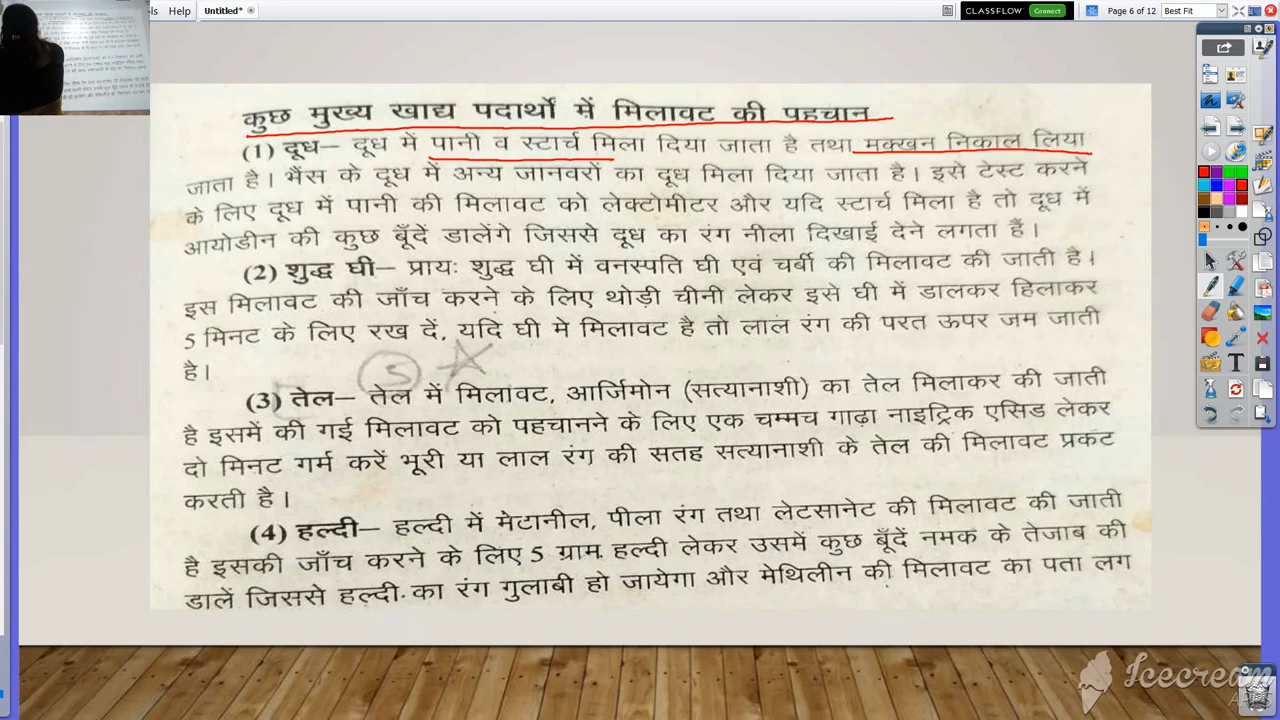 ls Help Untitled*
CLASSFLOW Connect
Page 6 of 12 Best Fit
कुछ मुख्य खाद्य पदार्थों में मिलावट की पहचान
(1) दूध– दूध में पानी व स्टार्च मिला दिया जाता है तथा मक्खन निकाल लिया
जाता है। भैंस के दूध में अन्य जानवरों का दूध मिला दिया जाता है। इसे टेस्ट करने
के लिए दूध में पानी की मिलावट को लेक्टोमीटर और यदि स्टार्च मिला है तो दूध में
आयोडीन की कुछ बूँदें डालेंगे जिससे दूध का रंग नीला दिखाई देने लगता हैं।
(2) शुद्ध घी– प्रायः शुद्ध घी में वनस्पति घी एवं चर्बी की मिलावट की जाती है।
इस मिलावट की जाँच करने के लिए थोड़ी चीनी लेकर इसे घी में डालकर हिलाकर
5 मिनट के लिए रख दें, यदि घी मे मिलावट है तो लाल रंग की परत ऊपर जम जाती
है।
5
(3) तेल– तेल में मिलावट, आर्जिमोन (सत्यानाशी) का तेल मिलाकर की जाती
है इसमें की गई मिलावट को पहचानने के लिए एक चम्मच गाढ़ा नाइट्रिक एसिड लेकर
दो मिनट गर्म करें भूरी या लाल रंग की सतह सत्यानाशी के तेल की मिलावट प्रकट
करती है।
(4) हल्दी– हल्दी में मेटानील, पीला रंग तथा लेटसानेट की मिलावट की जाती
है इसकी जाँच करने के लिए 5 ग्राम हल्दी लेकर उसमें कुछ बूँदें नमक के तेजाब की
डालें जिससे हल्दी का रंग गुलाबी हो जायेगा और मेथिलीन की मिलावट का पता लग
Icecream
APPS